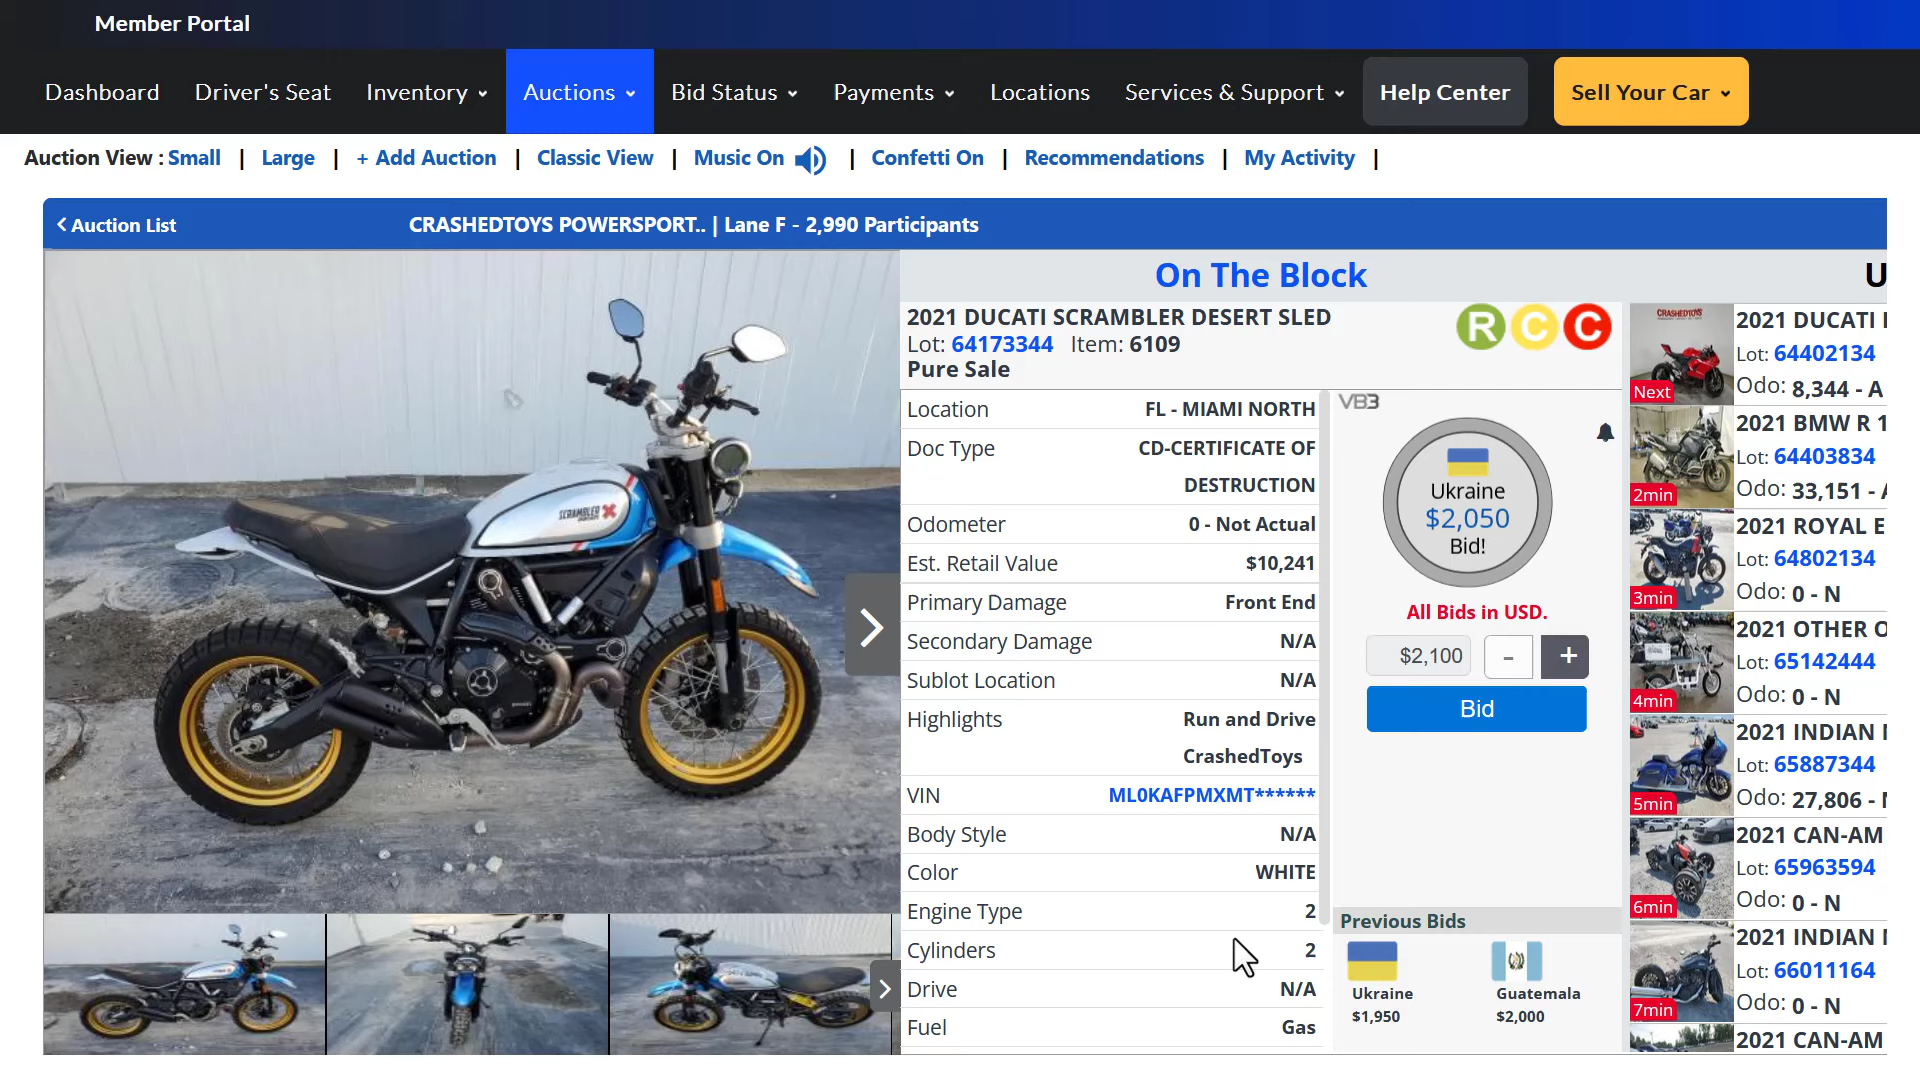 Member Portal
Dashboard Driver's Seat Inventory Auctions Bid Status Payments Locations Services & Support Help Center Sell Your Car
Auction View : Small | Large | + Add Auction | Classic View | Music On | Confetti On | Recommendations | My Activity |
Auction List CRASHEDTOYS POWERSPORT.. | Lane F - 2,990 Participants
On The Block
2021 DUCATI SCRAMBLER DESERT SLED
Lot: 64173344 Item: 6109
Pure Sale
R C C
Location FL - MIAMI NORTH
Doc Type CD-CERTIFICATE OF
DESTRUCTION
Odometer 0 - Not Actual
Est. Retail Value $10,241
Primary Damage Front End
Secondary Damage N/A
Sublot Location N/A
Highlights Run and Drive
CrashedToys
VIN ML0KAFPMXMT******
Body Style N/A
Color WHITE
Engine Type 2
Cylinders 2
Drive N/A
Fuel Gas
VB3
Ukraine
$2,050
Bid!
All Bids in USD.
$2,100 - +
Bid
Previous Bids
Ukraine
$1,950
Guatemala
$2,000
U
CRASHEDTOYS
Next
2021 DUCATI
Lot: 64402134
Odo: 8,344 - A
2min
2021 BMW R 1
Lot: 64403834
Odo: 33,151 - A
3min
2021 ROYAL E
Lot: 64802134
Odo: 0 - N
4min
2021 OTHER O
Lot: 65142444
Odo: 0 - N
5min
2021 INDIAN
Lot: 65887344
Odo: 27,806 - N
6min
2021 CAN-AM
Lot: 65963594
Odo: 0 - N
7min
2021 INDIAN
Lot: 66011164
Odo: 0 - N
2021 CAN-AM
SCRAMBLER